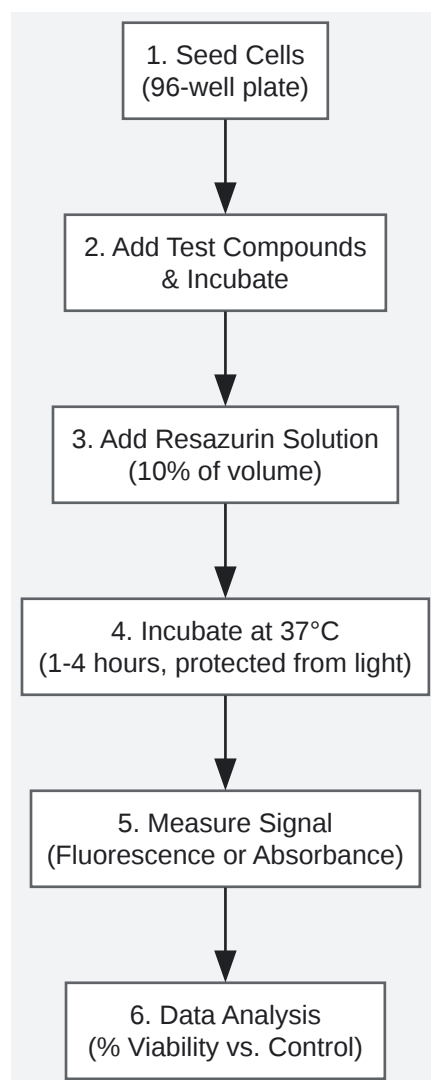 1. Seed Cells
(96-well plate)
2. Add Test Compounds
& Incubate
3. Add Resazurin Solution
(10% of volume)
4. Incubate at 37°C
(1-4 hours, protected from light)
5. Measure Signal
(Fluorescence or Absorbance)
6. Data Analysis
(% Viability vs. Control)